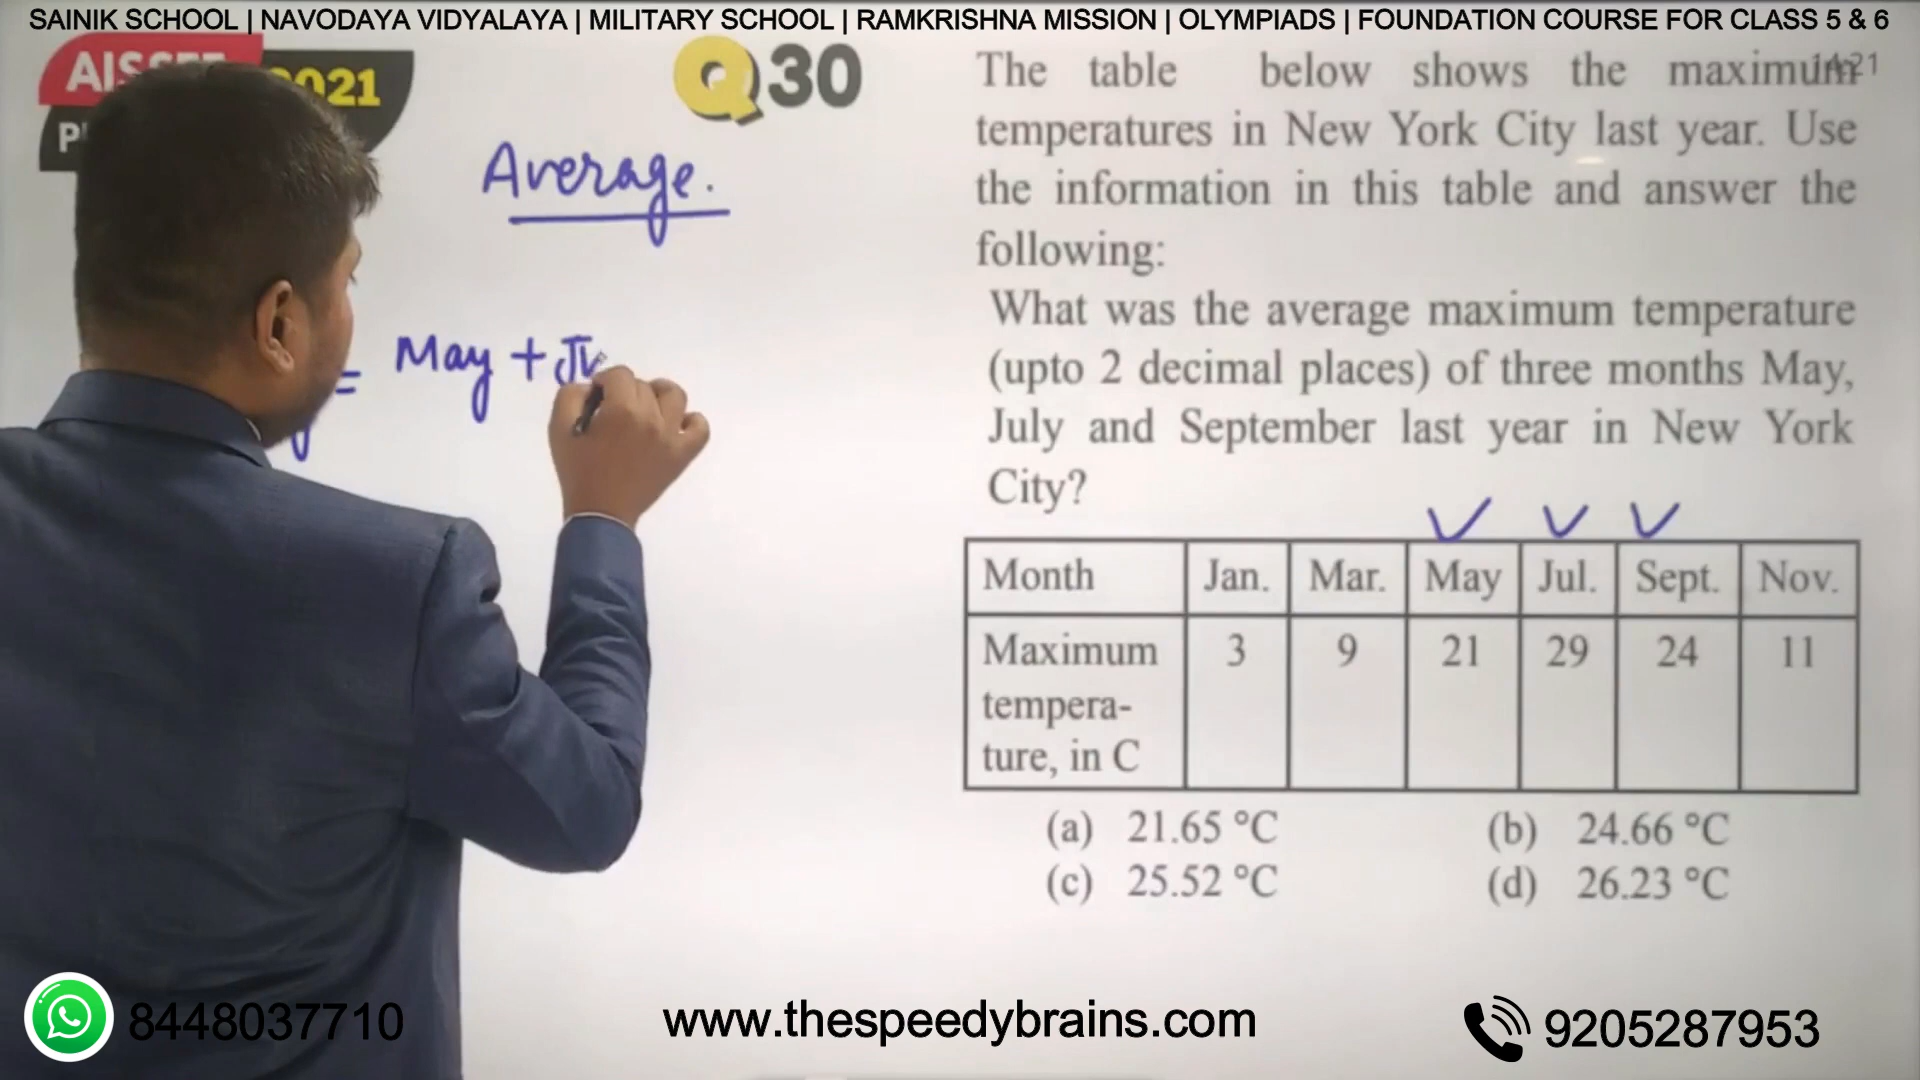 SAINIK SCHOOL | NAVODAYA VIDYALAYA | MILITARY SCHOOL | RAMKRISHNA MISSION | OLYMPIADS | FOUNDATION COURSE FOR CLASS 5 & 6
Q30
Average.
= May +
The table below shows the maximum
temperatures in New York City last year. Use
the information in this table and answer the
following:
What was the average maximum temperature
(upto 2 decimal places) of three months May,
July and September last year in New York
City?
Month Jan. Mar. May Jul. Sept. Nov.
Maximum 3 9 21 29 24 11
tempera-
ture, in C
(a) 21.65 °C (b) 24.66 °C
(c) 25.52 °C (d) 26.23 °C
8448037710 www.thespeedybrains.com 9205287953